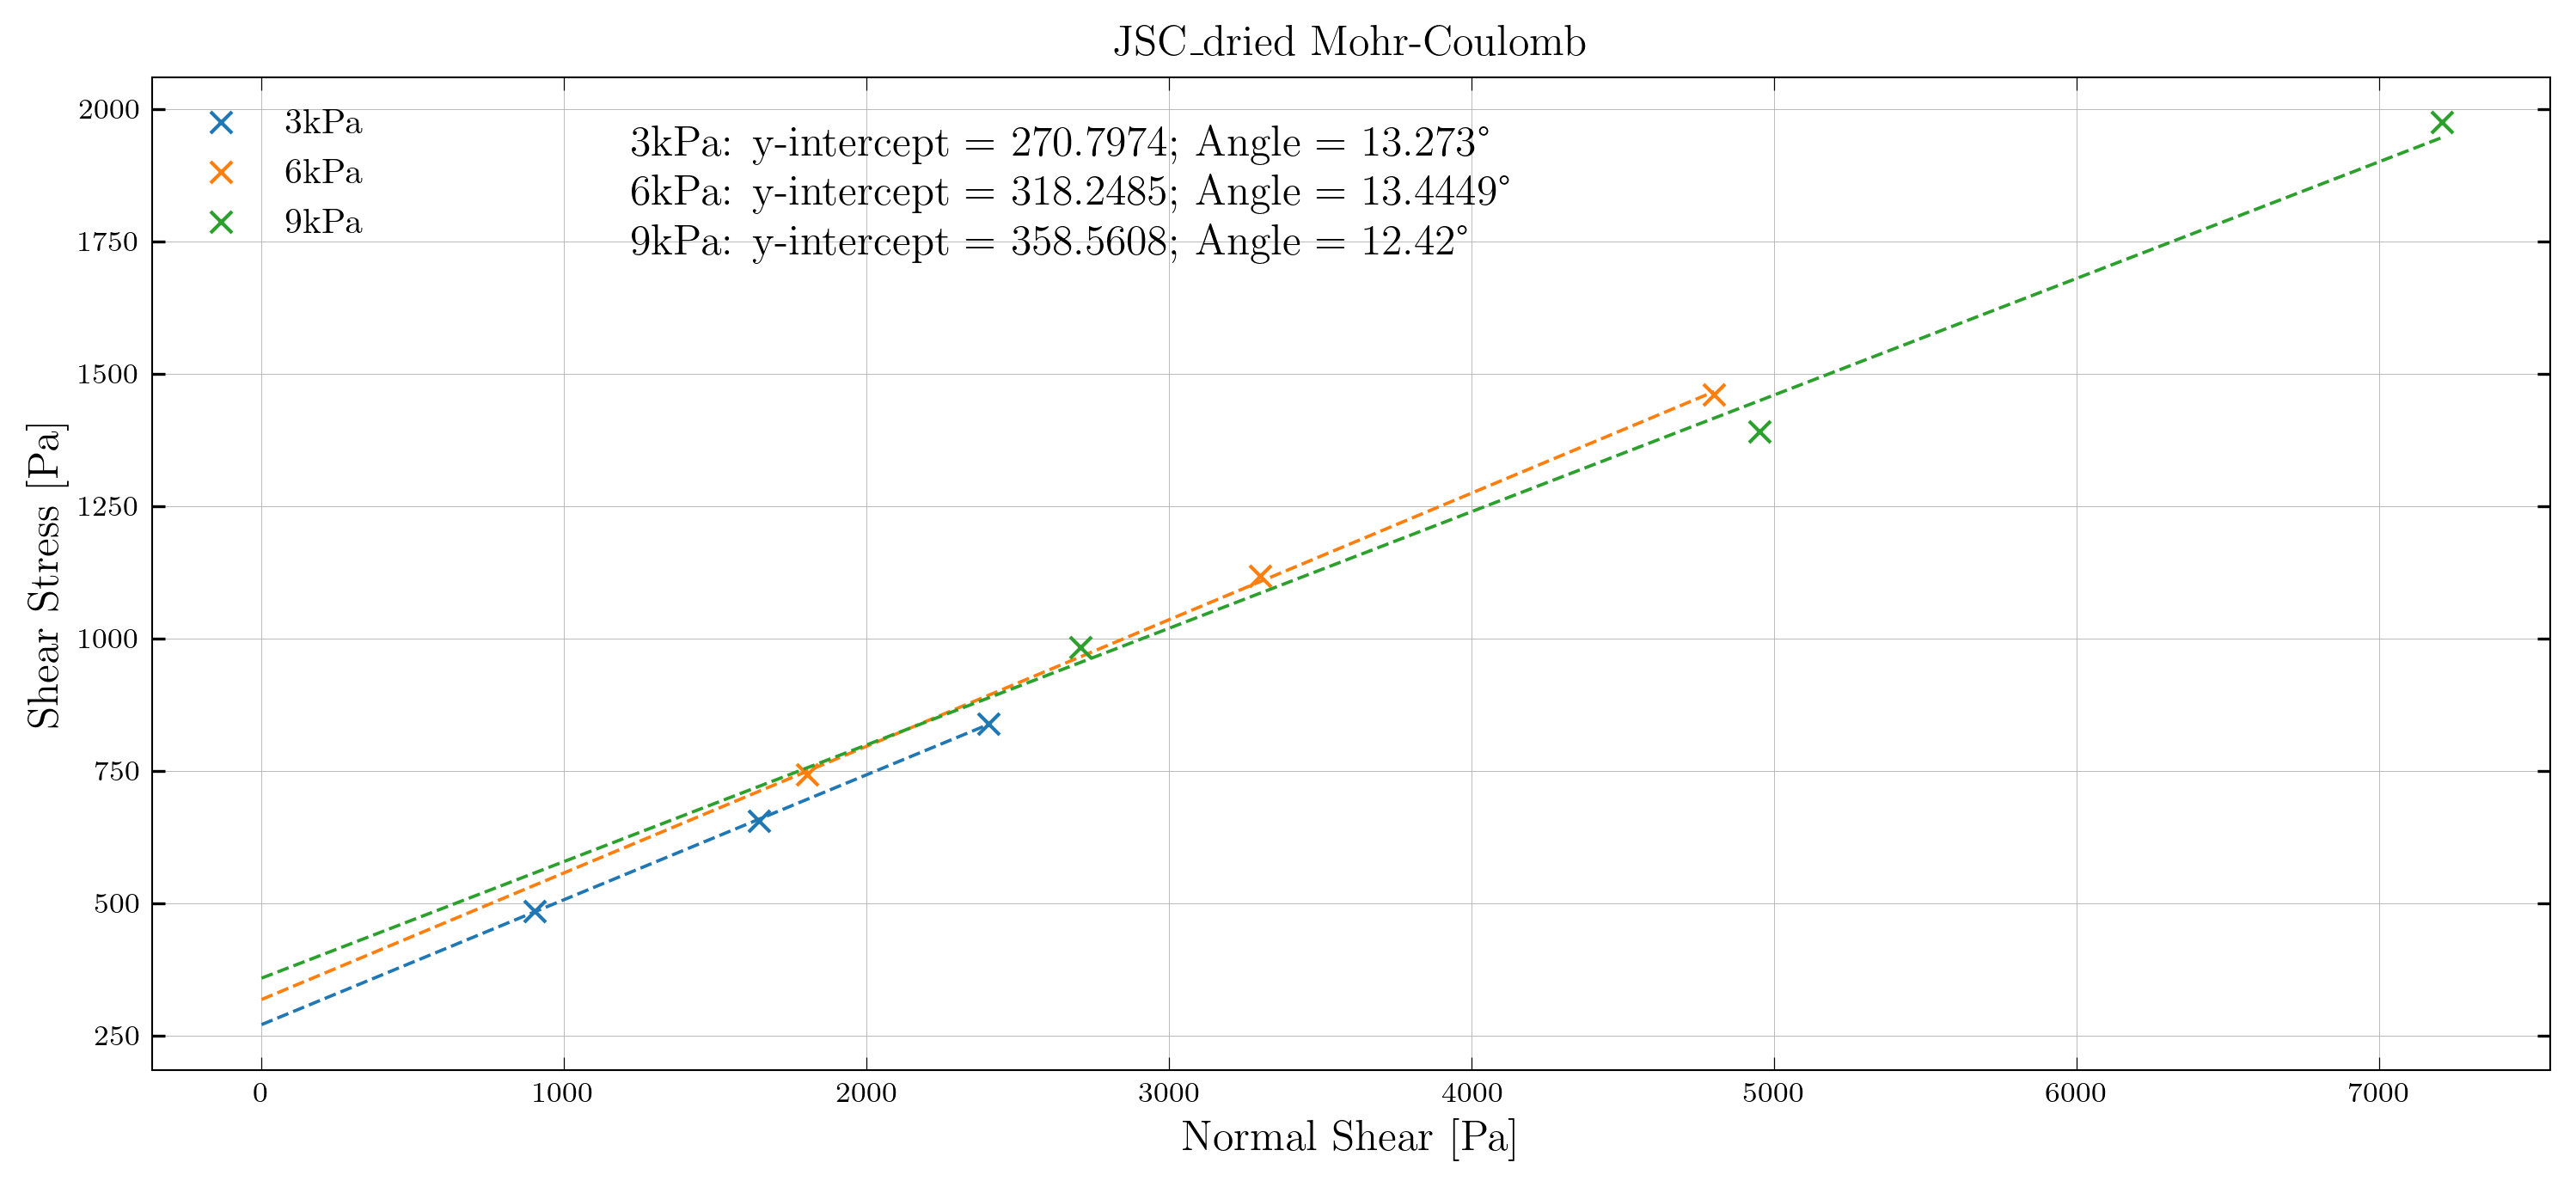 JSC_dried Mohr-Coulomb
3kPa
6kPa
9kPa
3kPa: y-intercept = 270.7974; Angle = 13.273°
6kPa: y-intercept = 318.2485; Angle = 13.4449°
9kPa: y-intercept = 358.5608; Angle = 12.42°
Shear Stress [Pa]
2000
1750
1500
1250
1000
750
500
250
0 1000 2000 3000 4000 5000 6000 7000
Normal Shear [Pa]